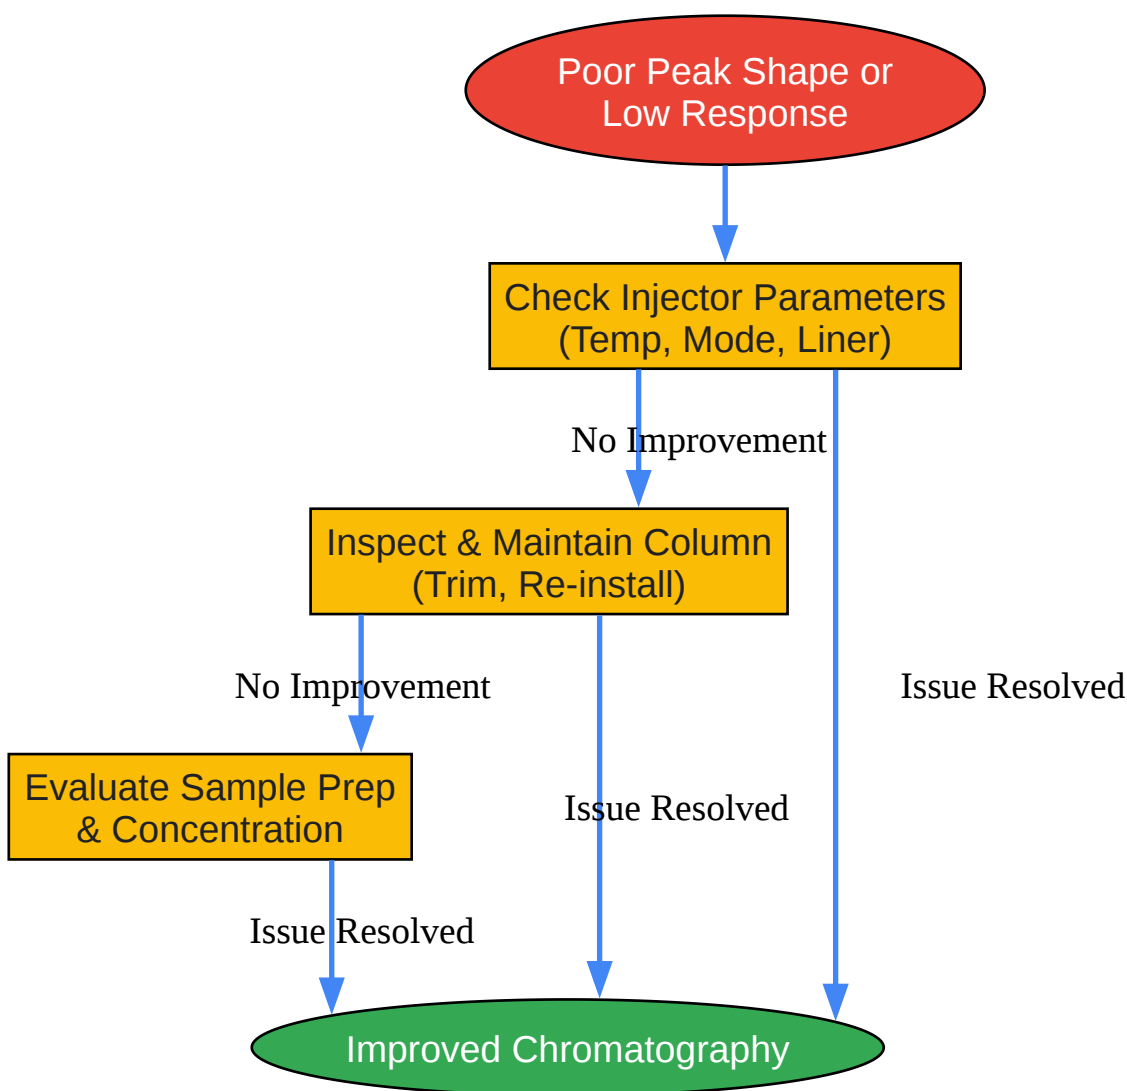 Poor Peak Shape or
Low Response
Check Injector Parameters
(Temp, Mode, Liner)
No Improvement
Inspect & Maintain Column
(Trim, Re-install)
No Improvement
Issue Resolved
Evaluate Sample Prep
& Concentration
Issue Resolved
Issue Resolved
Improved Chromatography